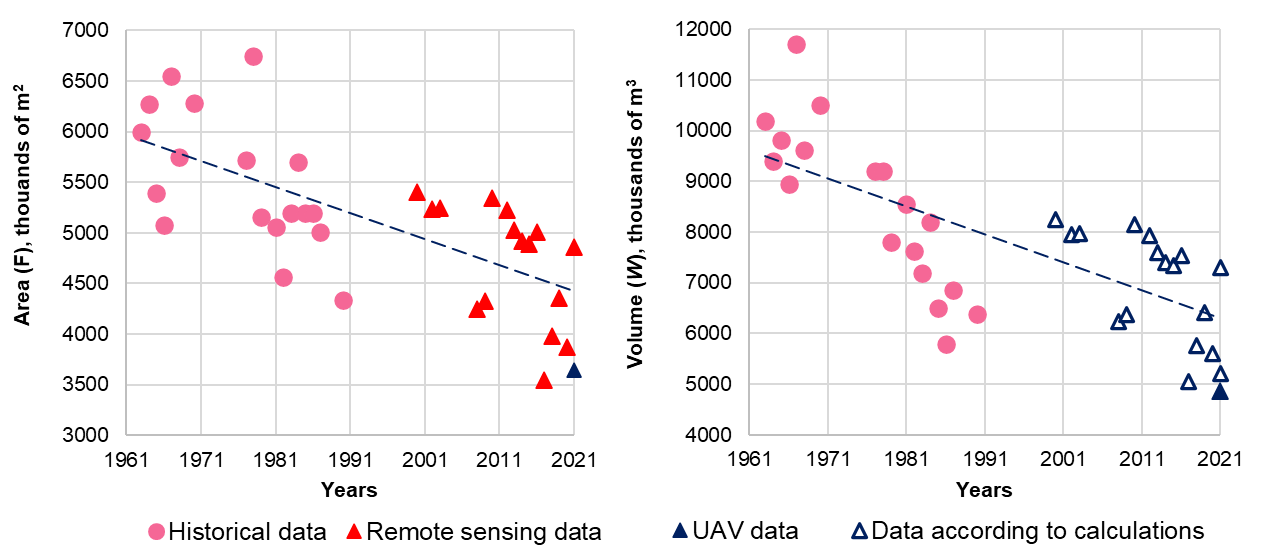 Area (F), thouands of m²
7000
6500
6000
5500
5000
4500
4000
3500
3000
1961 1971 1981 1991 2001 2011 2021
Years
Volume (W), thousands of m³
12000
11000
10000
9000
8000
7000
6000
5000
4000
1961 1971 1981 1991 2001 2011 2021
Years
Historical data Remote sensing data UAV data Data according to calculations